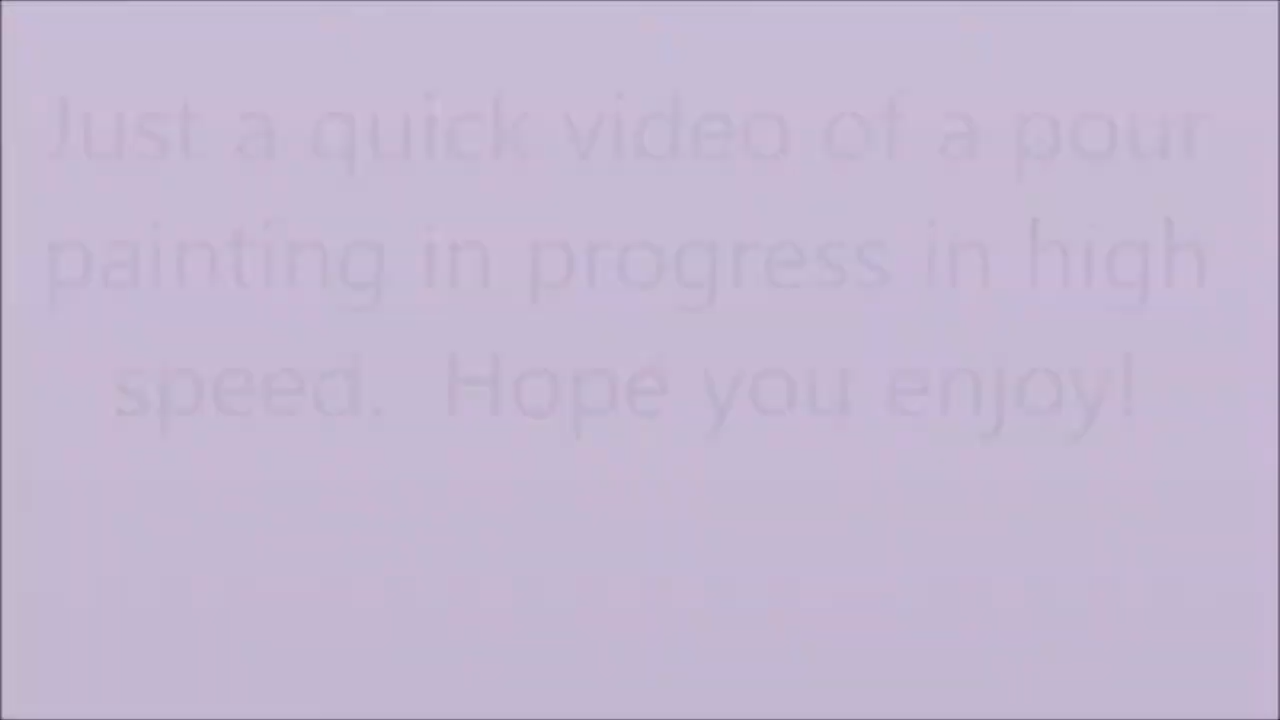 Just a quick video of a pour
painting in progress in high
speed.  Hope you enjoy!